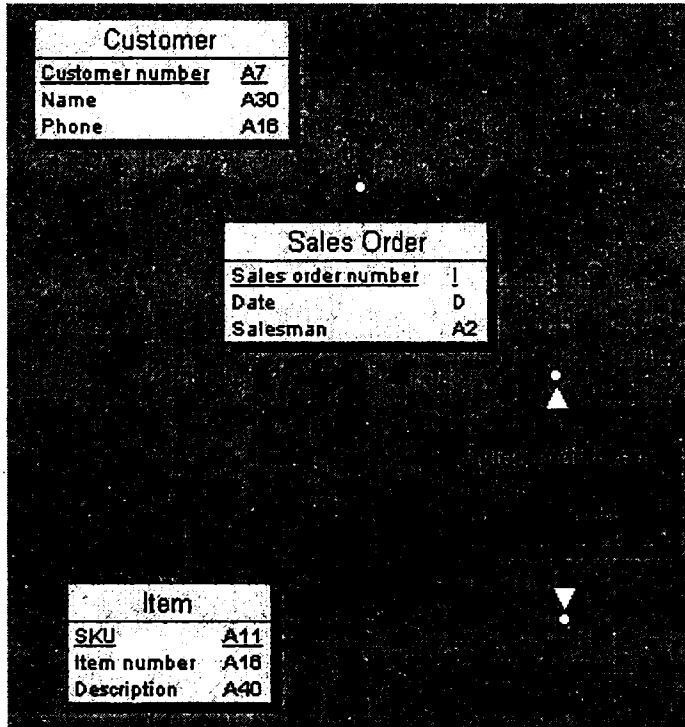 Customer
Customer number A7
Name A30
Phone A16
Sales Order
Sales order number I
Date D
Salesman A2
Item
SKU A11
Item number A16
Description A40